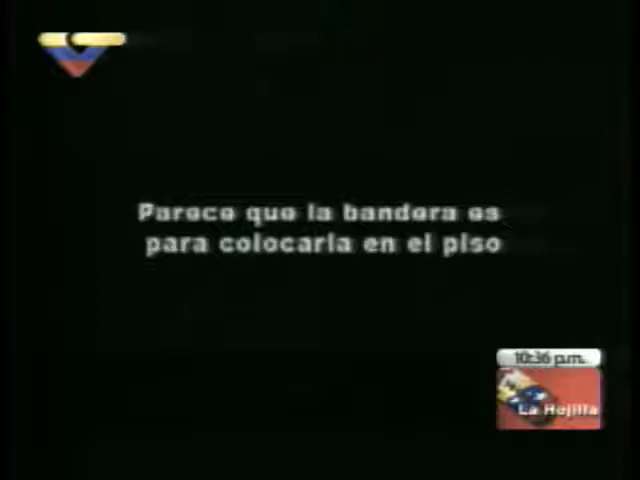 Parece que la bandera es
para colocarla en el piso
10:36 p.m.
La Hojilla